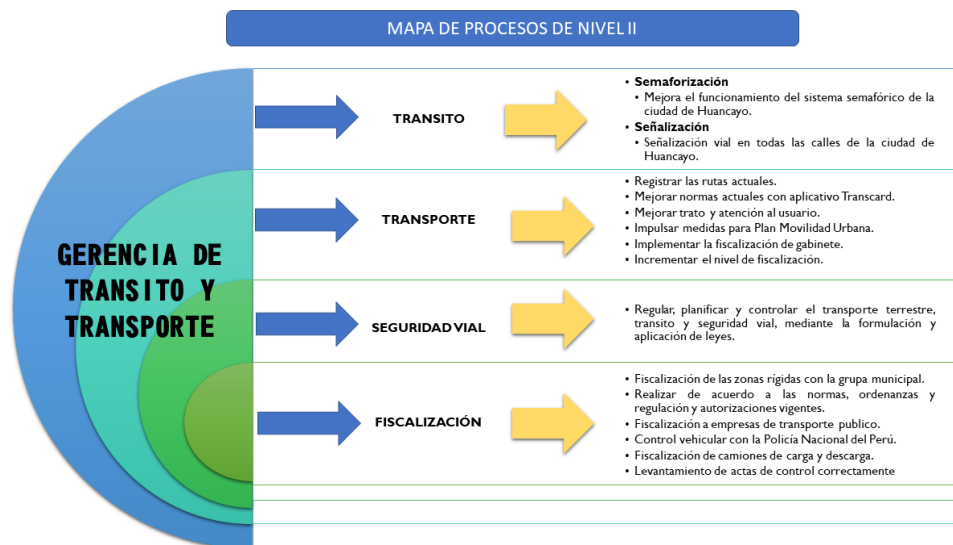 MAPA DE PROCESOS DE NIVEL II
GERENCIA DE
TRANSITO Y
TRANSPORTE
TRANSITO
• Semaforización
• Mejora el funcionamiento del sistema semafórico de la
ciudad de Huancayo.
• Señalización
• Señalización vial en todas las calles de la ciudad de
Huancayo.
TRANSPORTE
• Registrar las rutas actuales.
• Mejorar normas actuales con aplicativo Transcard.
• Mejorar trato y atención al usuario.
• Impulsar medidas para Plan Movilidad Urbana.
• Implementar la fiscalización de gabinete.
• Incrementar el nivel de fiscalización.
SEGURIDAD VIAL
• Regular, planificar y controlar el transporte terrestre,
transito y seguridad vial, mediante la formulación y
aplicación de leyes.
FISCALIZACIÓN
• Fiscalización de las zonas rígidas con la grupa municipal.
• Realizar de acuerdo a las normas, ordenanzas y
regulación y autorizaciones vigentes.
• Fiscalización a empresas de transporte publico.
• Control vehicular con la Policía Nacional del Perú.
• Fiscalización de camiones de carga y descarga.
• Levantamiento de actas de control correctamente